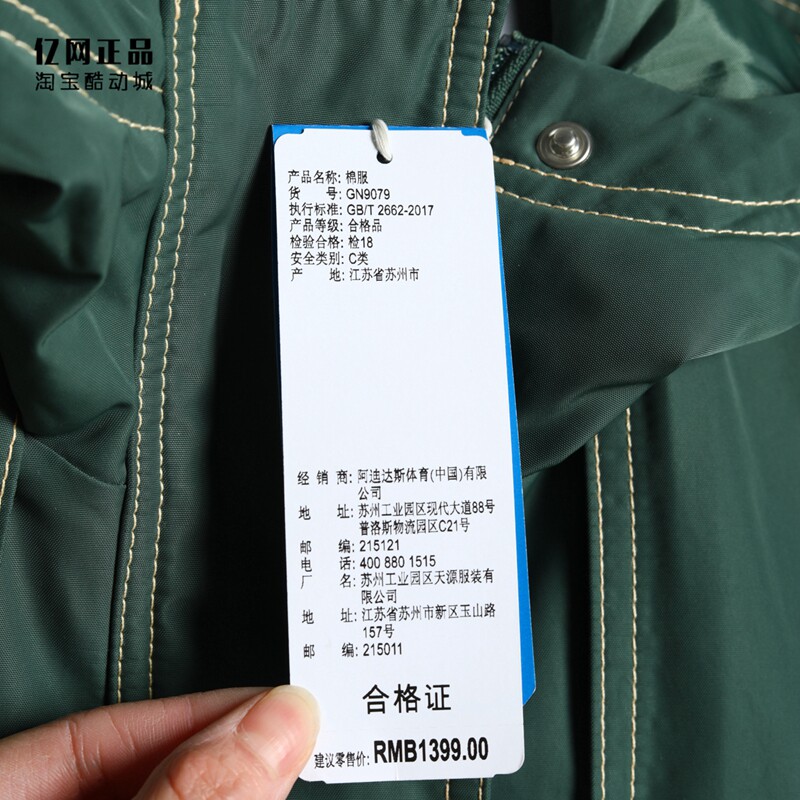 亿网正品
淘宝酷动城
产品名称: 棉服
货 号: GN9079
执行标准: GB/T 2662-2017
产品等级: 合格品
检验合格: 检18
安全类别: C类
产 地: 江苏省苏州市
经 销 商: 阿迪达斯体育(中国)有限
公司
地 址: 苏州工业园区现代大道88号
普洛斯物流园区C21号
邮 编: 215121
电 话: 400 880 1515
厂 名: 苏州工业园区天源服装有
限公司
地 址: 江苏省苏州市新区玉山路
157号
邮 编: 215011
合格证
建议零售价: RMB1399.00